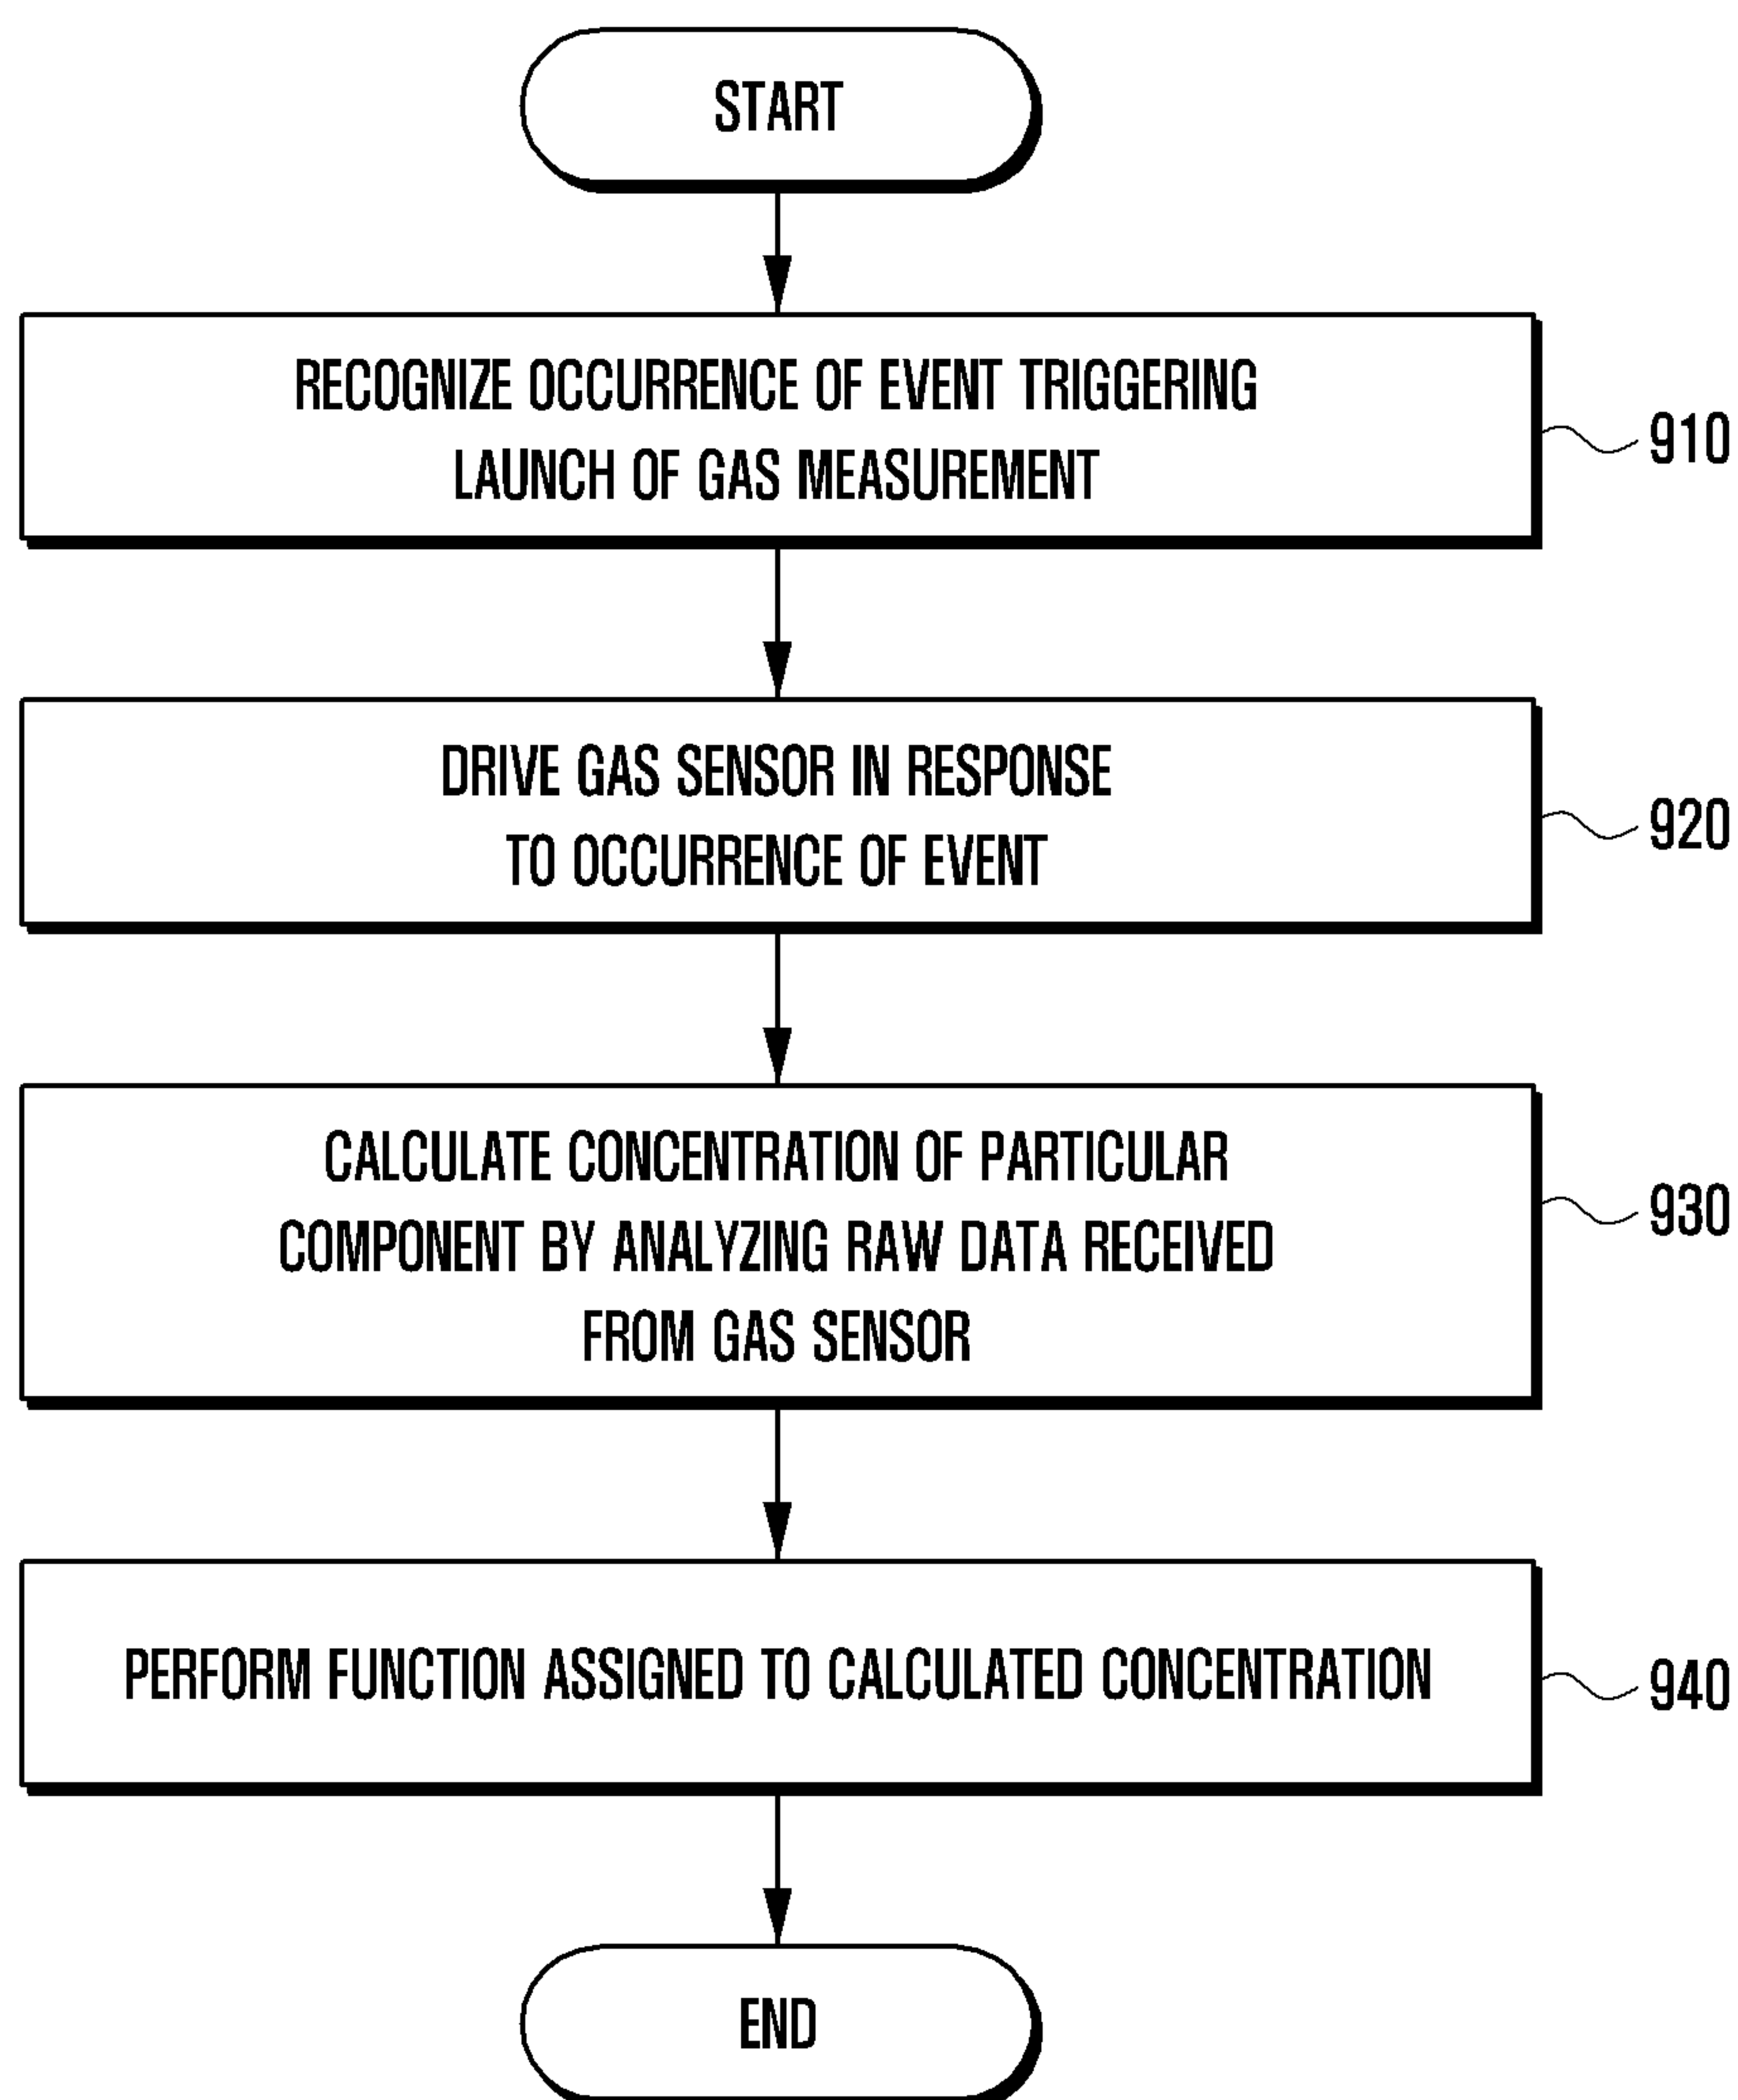 START
RECOGNIZE OCCURRENCE OF EVENT TRIGGERING
LAUNCH OF GAS MEASUREMENT
910
DRIVE GAS SENSOR IN RESPONSE
TO OCCURRENCE OF EVENT
920
CALCULATE CONCENTRATION OF PARTICULAR
COMPONENT BY ANALYZING RAW DATA RECEIVED
FROM GAS SENSOR
930
PERFORM FUNCTION ASSIGNED TO CALCULATED CONCENTRATION
940
END